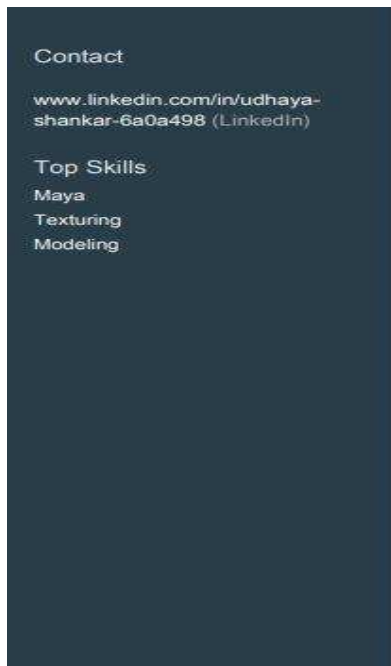 Contact
www.linkedin.com/in/udhaya-
shankar-6a0a498 (LinkedIn)
Top Skills
Maya
Texturing
Modeling